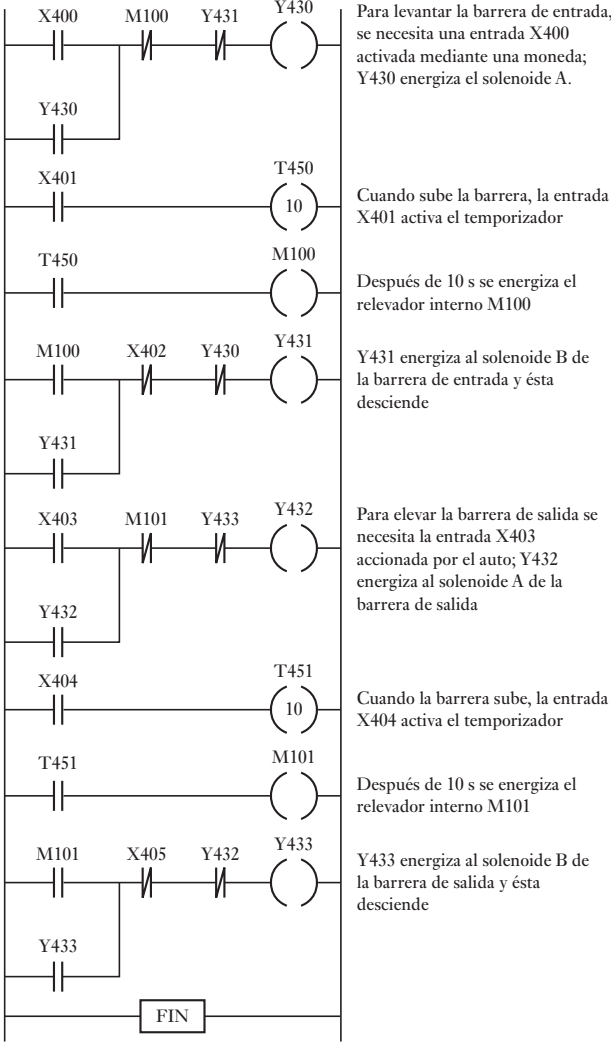 X400 M100 Y431 Y430
Para levantar la barrera de entrada,
se necesita una entrada X400
activada mediante una moneda;
Y430 energiza el solenoide A.
Y430
X401 T450
10
Cuando sube la barrera, la entrada
X401 activa el temporizador
T450 M100
Después de 10 s se energiza el
relevador interno M100
M100 X402 Y430 Y431
Y431 energiza al solenoide B de
la barrera de entrada y ésta
desciende
Y431
X403 M101 Y433 Y432
Para elevar la barrera de salida se
necesita la entrada X403
accionada por el auto; Y432
energiza al solenoide A de la
barrera de salida
Y432
X404 T451
10
Cuando la barrera sube, la entrada
X404 activa el temporizador
T451 M101
Después de 10 s se energiza el
relevador interno M101
M101 X405 Y432 Y433
Y433 energiza al solenoide B de
la barrera de salida y ésta
desciende
Y433
FIN